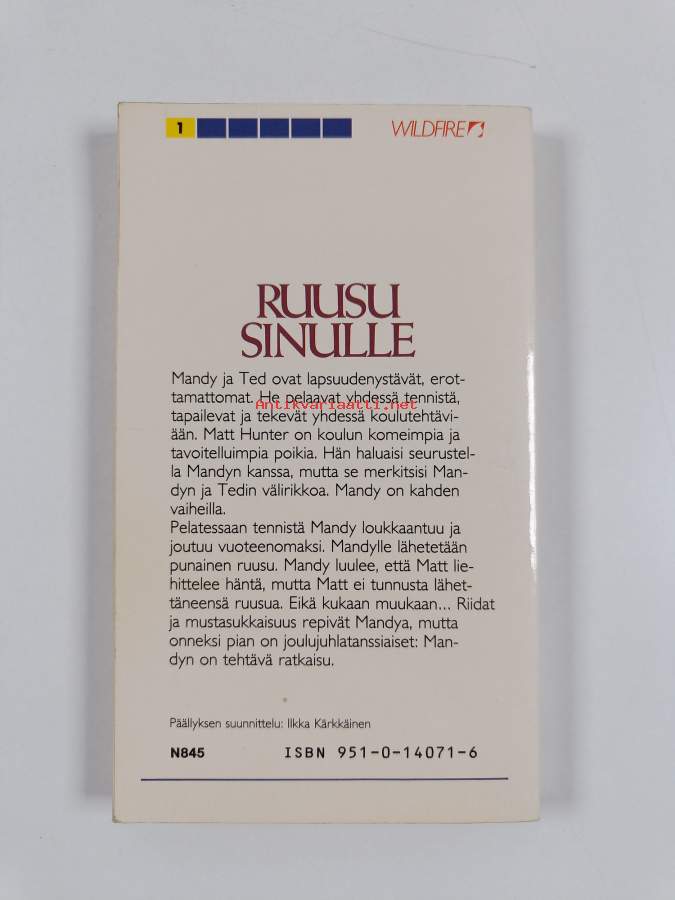 1
WILDFIRE
RUUSU
SINULLE
Mandy ja Ted ovat lapsuudenystävät, erot-
tamattomat. He pelaavat yhdessä tennistä,
Antikvariaatti.net
tapailevat ja tekevät yhdessä koulutehtävi-
ään. Matt Hunter on koulun komeimpia ja
tavoitelluimpia poikia. Hän haluaisi seurustel-
la Mandyn kanssa, mutta se merkitsisi Man-
dyn ja Tedin välirikkoa. Mandy on kahden
vaiheilla.
Pelatessaan tennistä Mandy loukkaantuu ja
joutuu vuoteenomaksi. Mandylle lähetetään
punainen ruusu. Mandy luulee, että Matt lie-
hittelee häntä, mutta Matt ei tunnusta lähet-
täneensä ruusua. Eikä kukaan muukaan... Riidat
ja mustasukkaisuus repivät Mandya, mutta
onneksi pian on joulujuhlatanssiaiset: Man-
dyn on tehtävä ratkaisu.
Päällyksen suunnittelu: Ilkka Kärkkäinen
N845 ISBN 951-0-14071-6